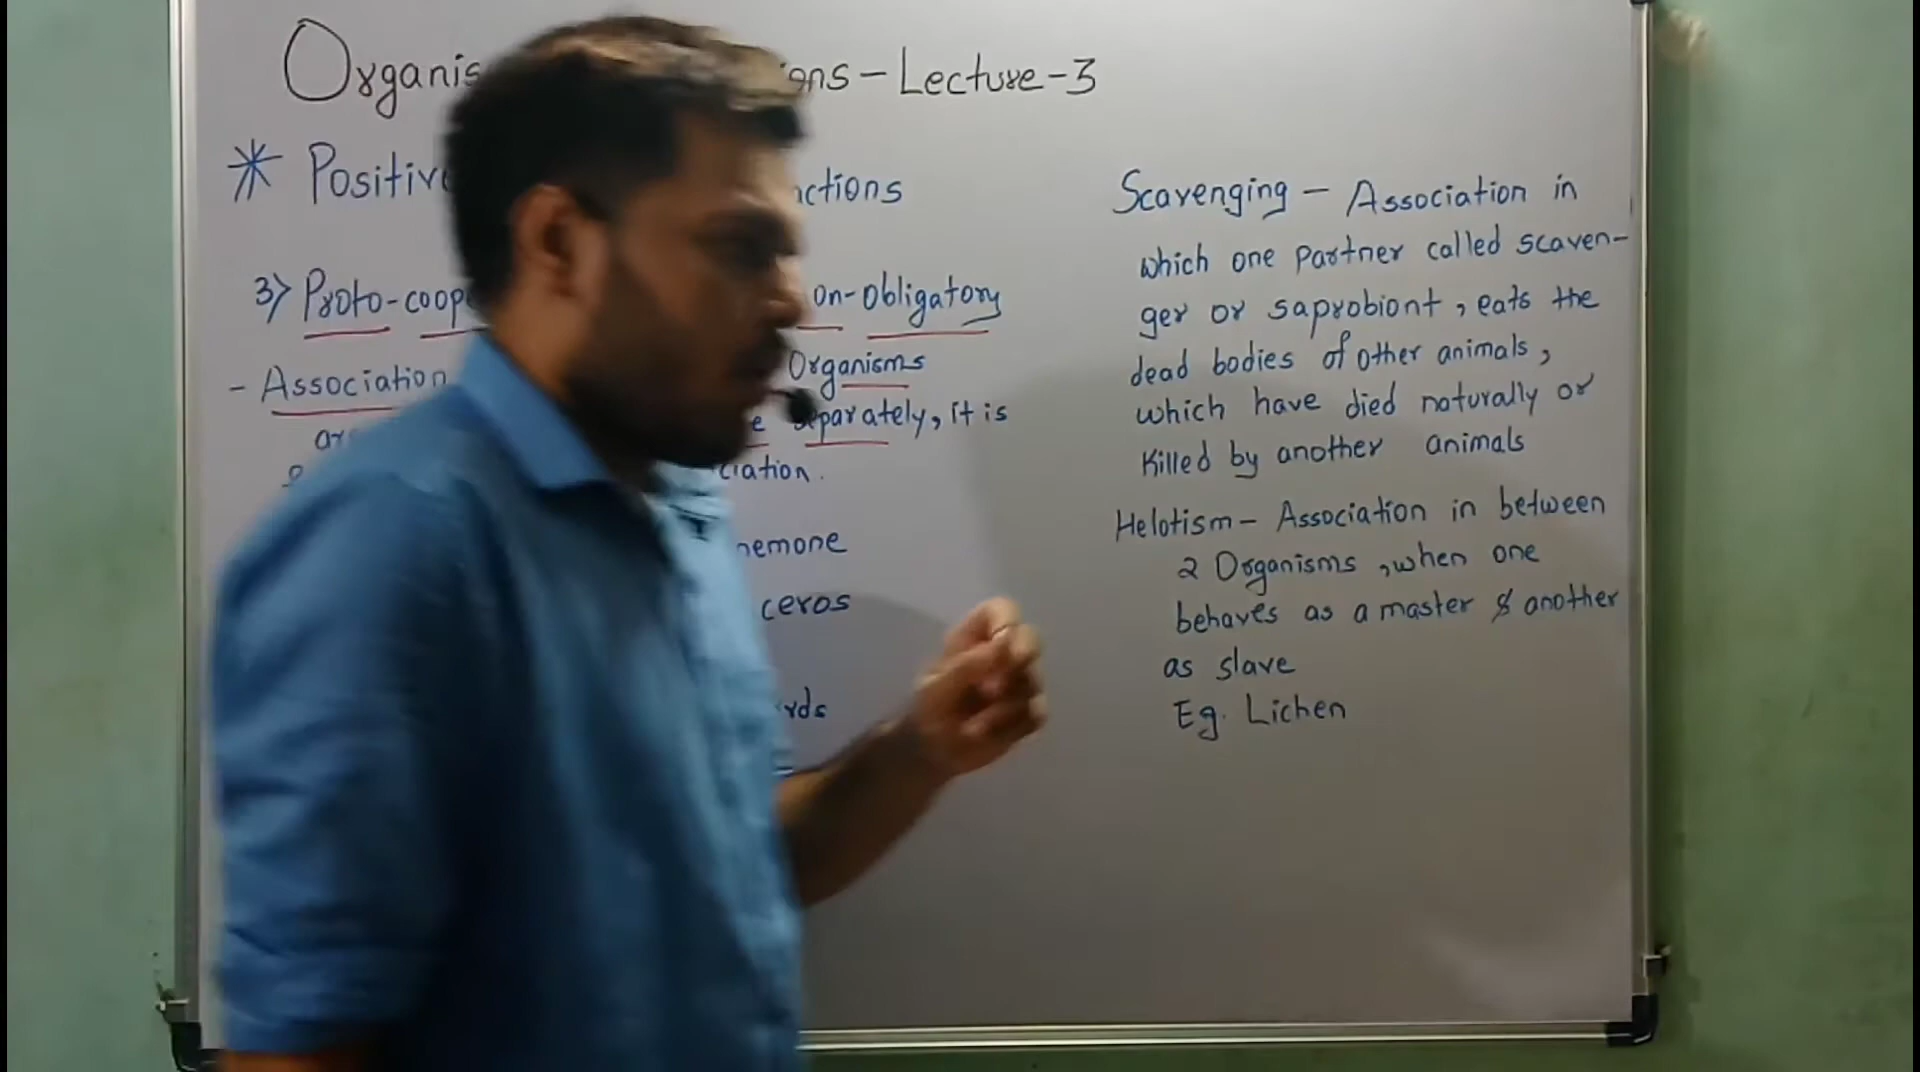 Organis ons - Lecture-3
* Positive ctions
3) Proto-coop on-obligatory
- Association Organisms
separately, it is
ciation.
nemone
ceros
rds
Scavenging - Association in
which one partner called scaven-
ger or saprobiont, eats the
dead bodies of other animals,
which have died naturally or
killed by another animals
Helotism - Association in between
2 Organisms, when one
behaves as a master & another
as slave
Eg. Lichen